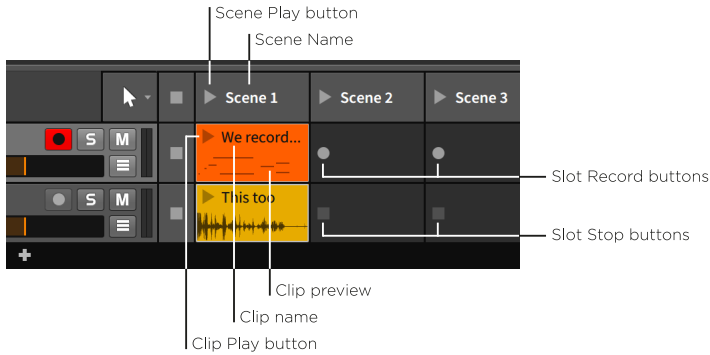 Scene Play button
Scene Name
Scene 1
Scene 2
Scene 3
S M
We record...
Slot Record buttons
S M
This too
Slot Stop buttons
Clip preview
Clip name
Clip Play button